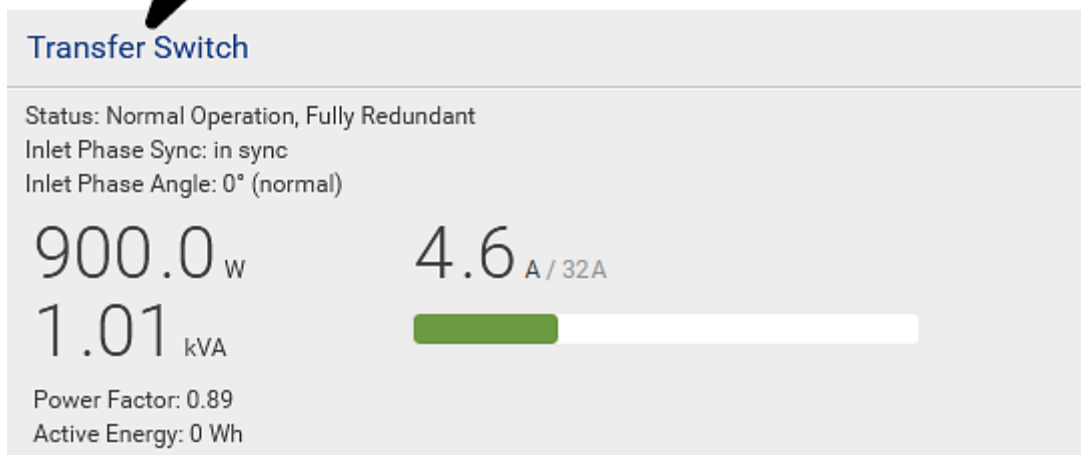 Transfer Switch
Status: Normal Operation, Fully Redundant
Inlet Phase Sync: in sync
Inlet Phase Angle: 0° (normal)
900.0 W
4.6 A / 32A
1.01 kVA
Power Factor: 0.89
Active Energy: 0 Wh